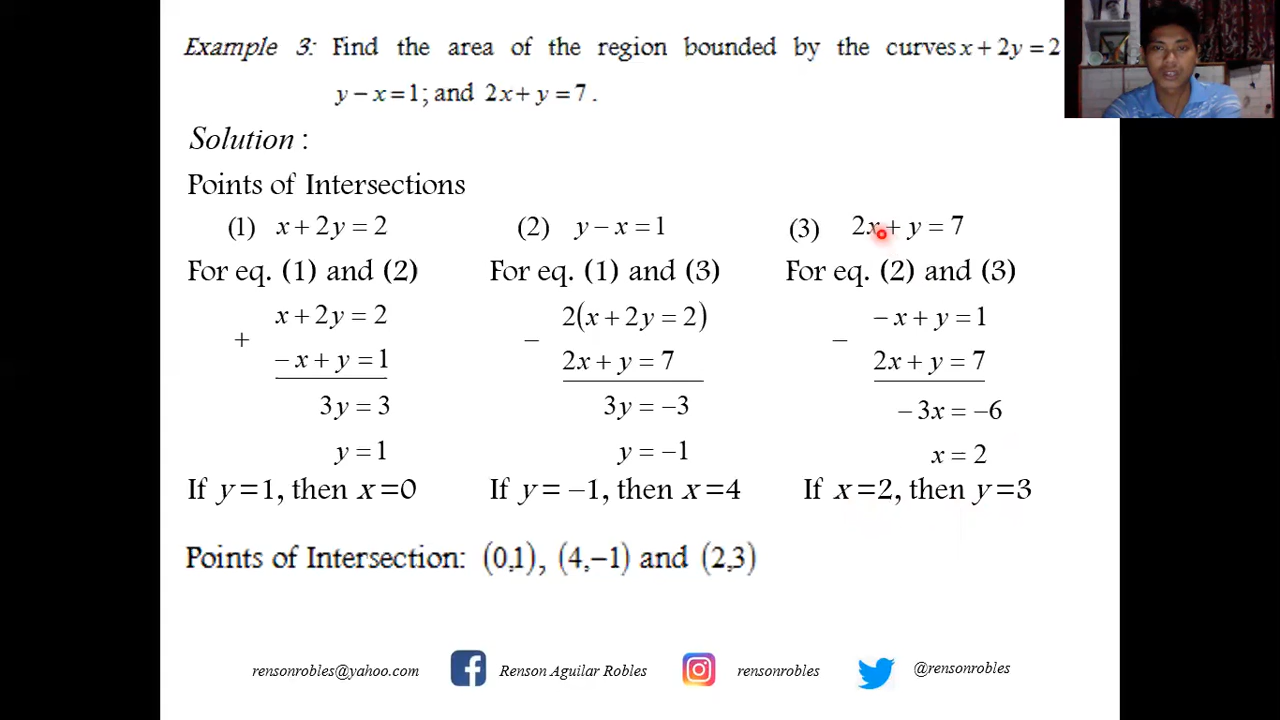 Example 3: Find the area of the region bounded by the curves x + 2y = 2
y − x = 1; and 2x + y = 7.
Solution :
Points of Intersections
(1) x + 2y = 2 (2) y − x = 1 (3) 2x + y = 7
For eq. (1) and (2) For eq. (1) and (3) For eq. (2) and (3)
+ x + 2y = 2 − 2(x + 2y = 2) − − x + y = 1
− x + y = 1 2x + y = 7 2x + y = 7
3y = 3 3y = −3 − 3x = −6
y = 1 y = −1 x = 2
If y=1, then x=0 If y= −1, then x=4 If x=2, then y=3
Points of Intersection: (0,1), (4,−1) and (2,3)
rensonrobles@yahoo.com Renson Aguilar Robles rensonrobles @rensonrobles